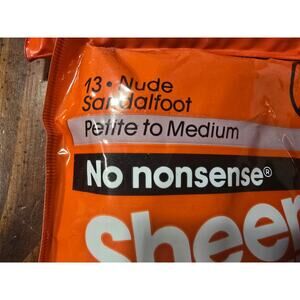 13 • Nude
Sandalfoot
Petite to Medium
No nonsense®
Sheer